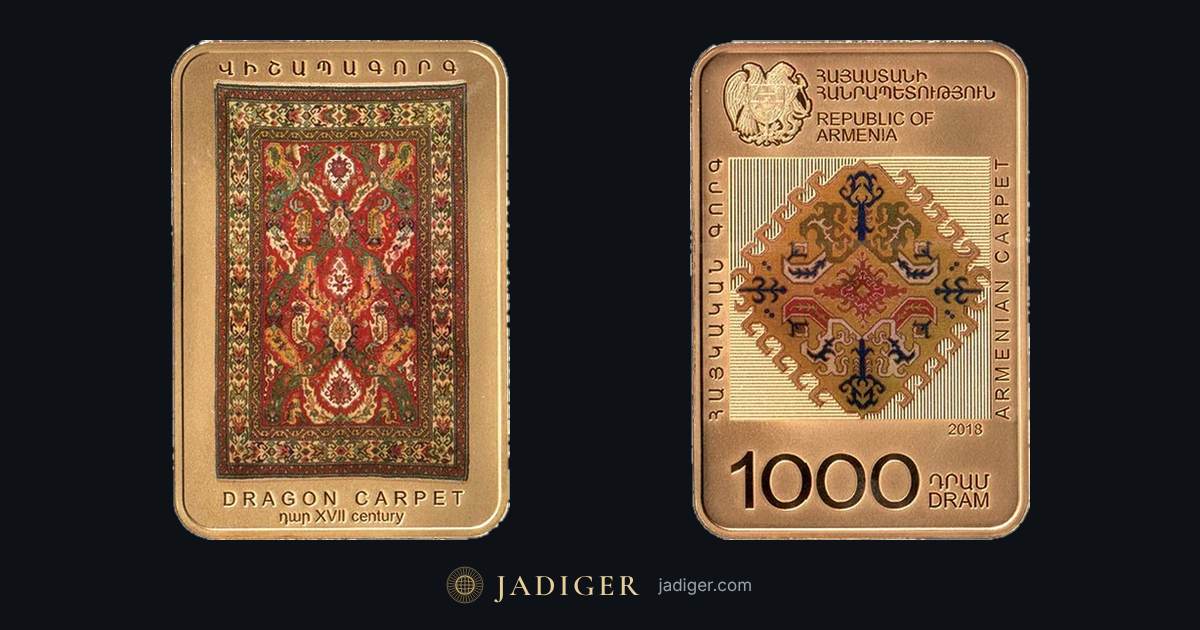 ՎԻՇԱՊԱԳՈՐԳ
DRAGON CARPET
դար XVII century
ՀԱՅԱՍՏԱՆԻ
ՀԱՆՐԱՊԵՏՈՒԹՅՈՒՆ
REPUBLIC OF
ARMENIA
ՀԱՅԿԱԿԱՆ ԳՈՐԳ
ARMENIAN CARPET
2018
1000 ԴՐԱՄ
DRAM
JADIGER jadiger.com